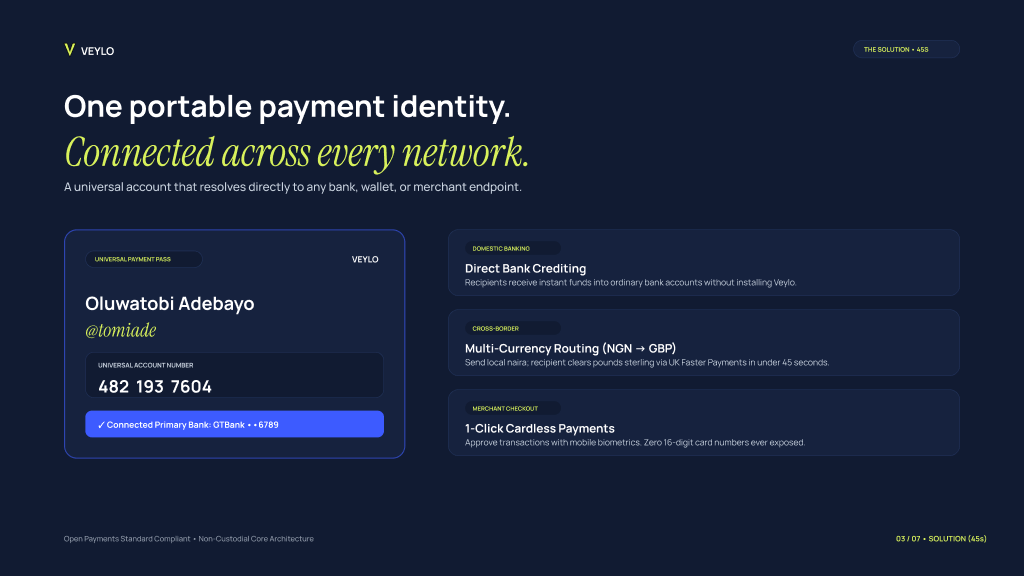 V VEYLO
THE SOLUTION • 45S
One portable payment identity.
Connected across every network.
A universal account that resolves directly to any bank, wallet, or merchant endpoint.
UNIVERSAL PAYMENT PASS
VEYLO
Oluwatobi Adebayo
@tomiade
UNIVERSAL ACCOUNT NUMBER
482 193 7604
✓ Connected Primary Bank: GTBank ••6789
DOMESTIC BANKING
Direct Bank Crediting
Recipients receive instant funds into ordinary bank accounts without installing Veylo.
CROSS-BORDER
Multi-Currency Routing (NGN → GBP)
Send local naira; recipient clears pounds sterling via UK Faster Payments in under 45 seconds.
MERCHANT CHECKOUT
1-Click Cardless Payments
Approve transactions with mobile biometrics. Zero 16-digit card numbers ever exposed.
Open Payments Standard Compliant • Non-Custodial Core Architecture
03 / 07 • SOLUTION (45s)